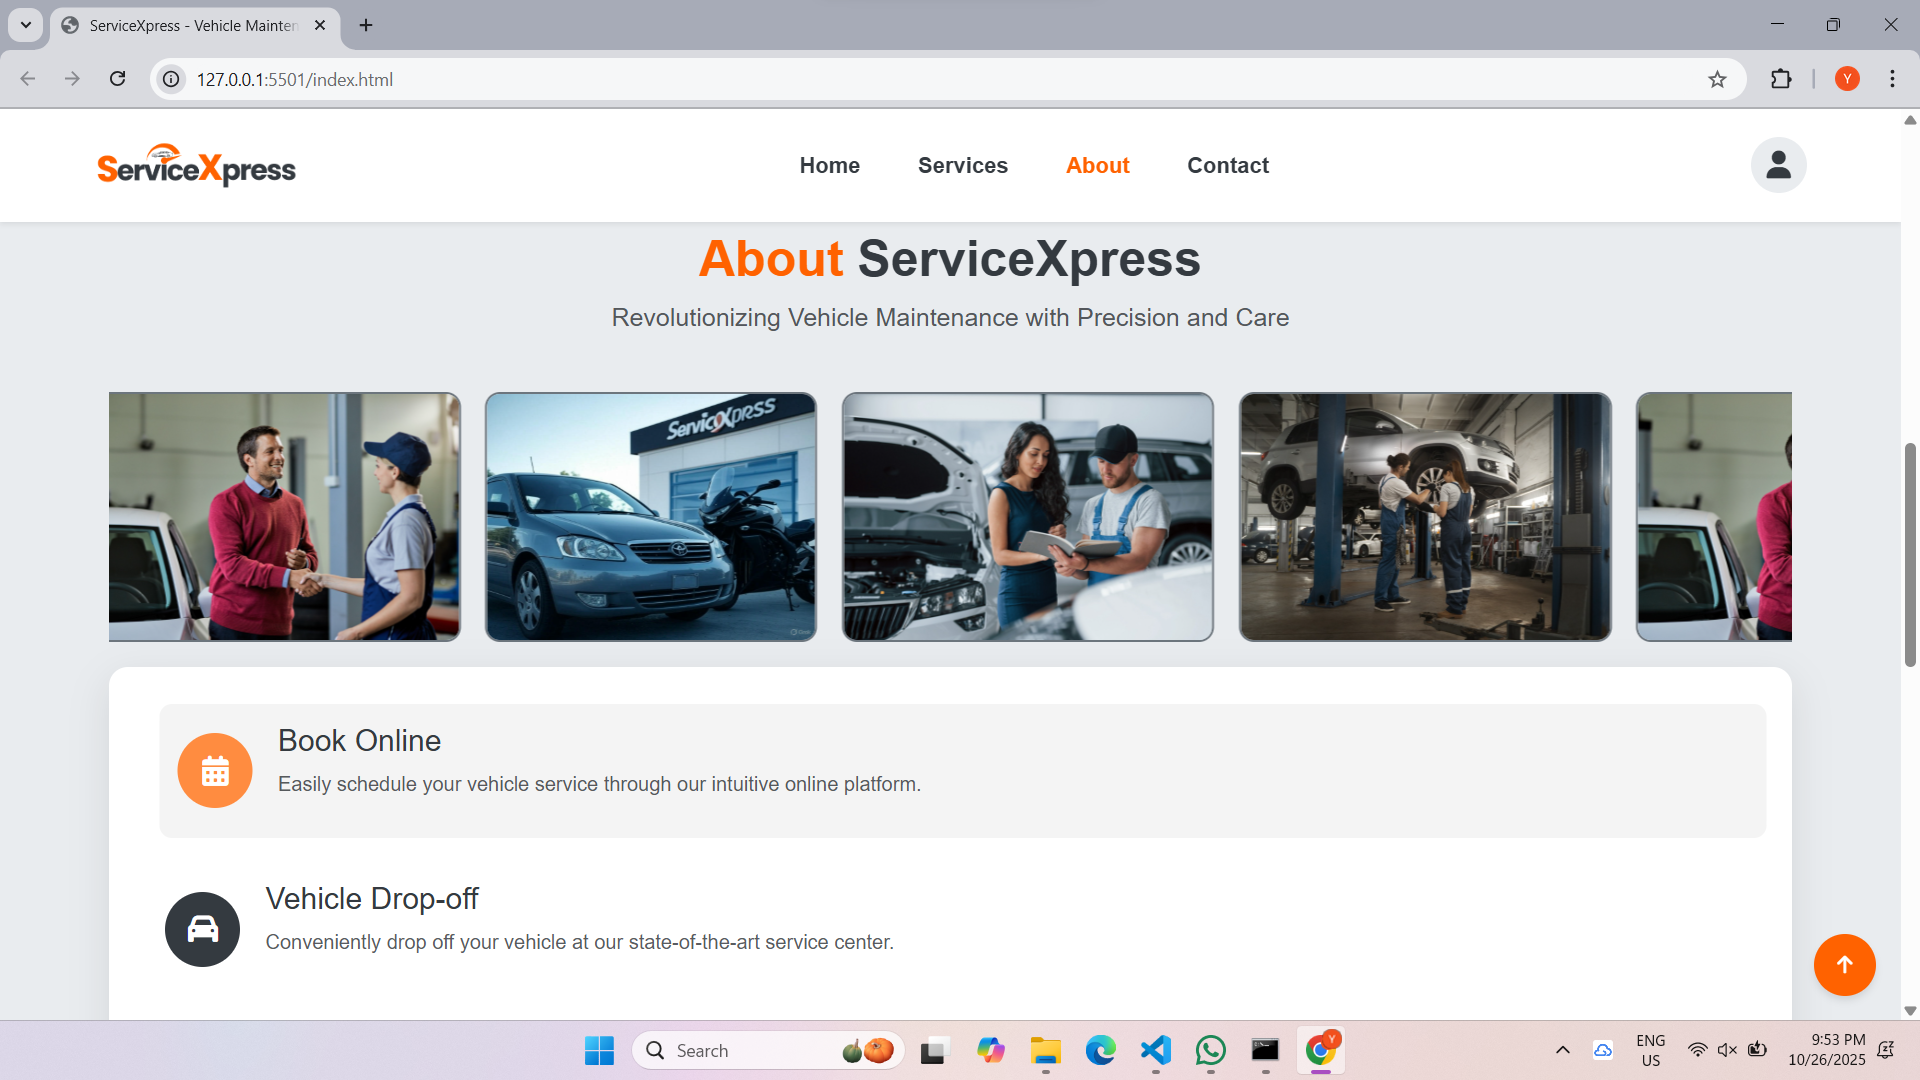 ServiceXpress - Vehicle Mainten
127.0.0.1:5501/index.html
Y
ServiceXpress
Home
Services
About
Contact
About ServiceXpress
Revolutionizing Vehicle Maintenance with Precision and Care
ServiceXpress
Book Online
Easily schedule your vehicle service through our intuitive online platform.
Vehicle Drop-off
Conveniently drop off your vehicle at our state-of-the-art service center.
Search
Y
ENG
US
9:53 PM
10/26/2025